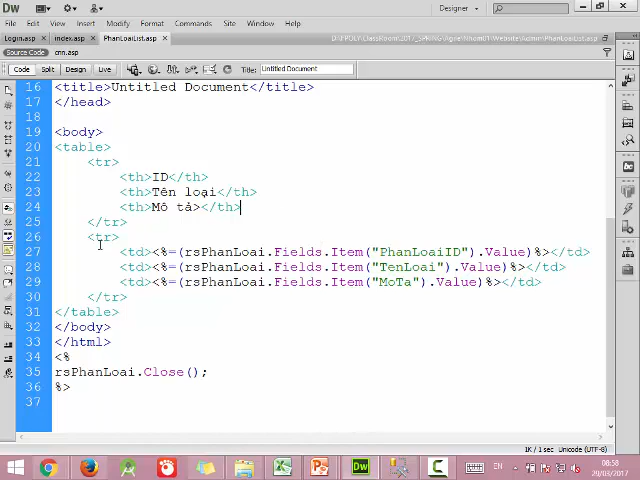 Dw
Designer
File Edit View Insert Modify Format Commands Site Window Help
Login.asp × index.asp × PhanLoaiList.asp ×
Source Code cnn.asp
Code Split Design Live Title: Untitled Document
16 <title>Untitled Document</title>
17 </head>
18
19 <body>
20 <table>
21 <tr>
22 <th>ID</th>
23 <th>Tên loại</th>
24 <th>Mô tả></th>
25 </tr>
26 <tr>
27 <td><%=(rsPhanLoai.Fields.Item("PhanLoaiID").Value)%></td>
28 <td><%=(rsPhanLoai.Fields.Item("TenLoai").Value)%></td>
29 <td><%=(rsPhanLoai.Fields.Item("MoTa").Value)%></td>
30 </tr>
31 </table>
32 </body>
33 </html>
34 <%
35 rsPhanLoai.Close();
36 %>
37
1K / 1 sec Unicode (UTF-8)
EN
08:58
29/03/2017